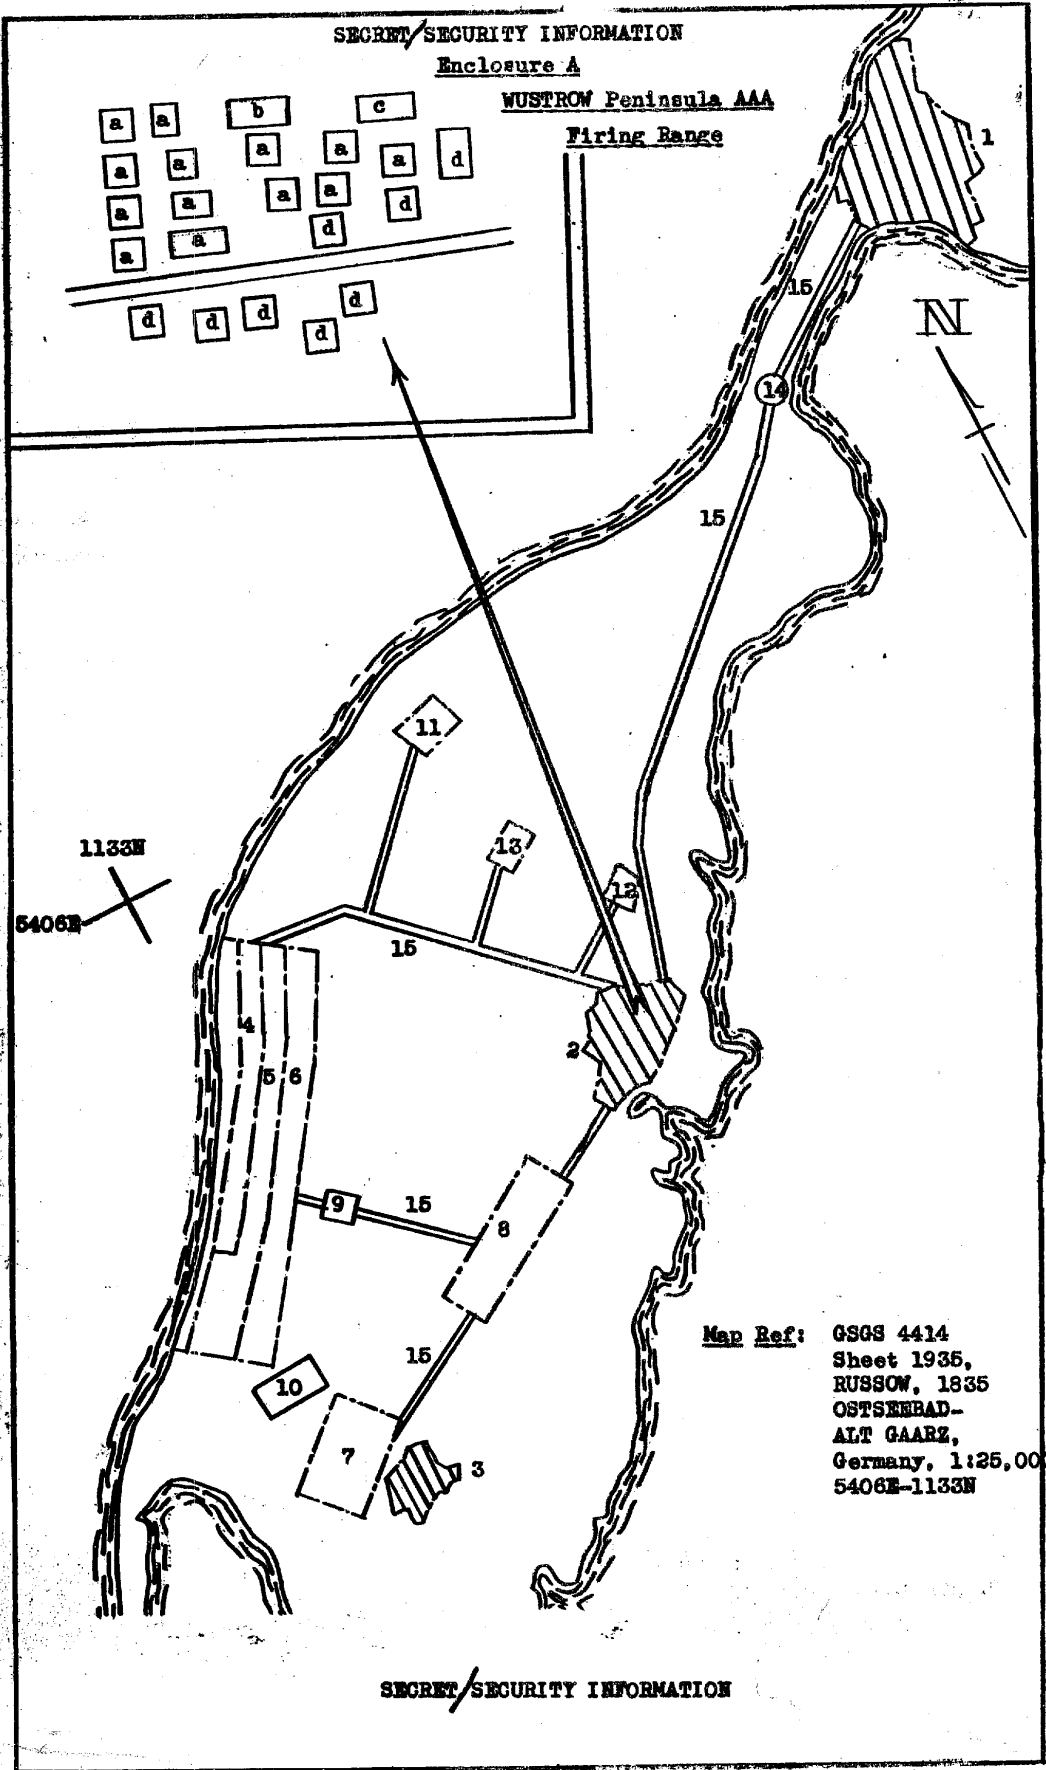 SECRET/SECURITY INFORMATION
Enclosure A
WUSTROW Peninsula AAA
Firing Range
a a b c
a a a a a d
a a a a d
a a d
d d d d
d
1
15
N
14
15
11
13
12
1133N
5406E
15
4
2
5 6
9 15 8
15
10
7
3
Map Ref: GSGS 4414
Sheet 1935,
RUSSOW, 1835
OSTSEEBAD-
ALT GAARZ,
Germany, 1:25,00
5406E-1133N
SECRET/SECURITY INFORMATION